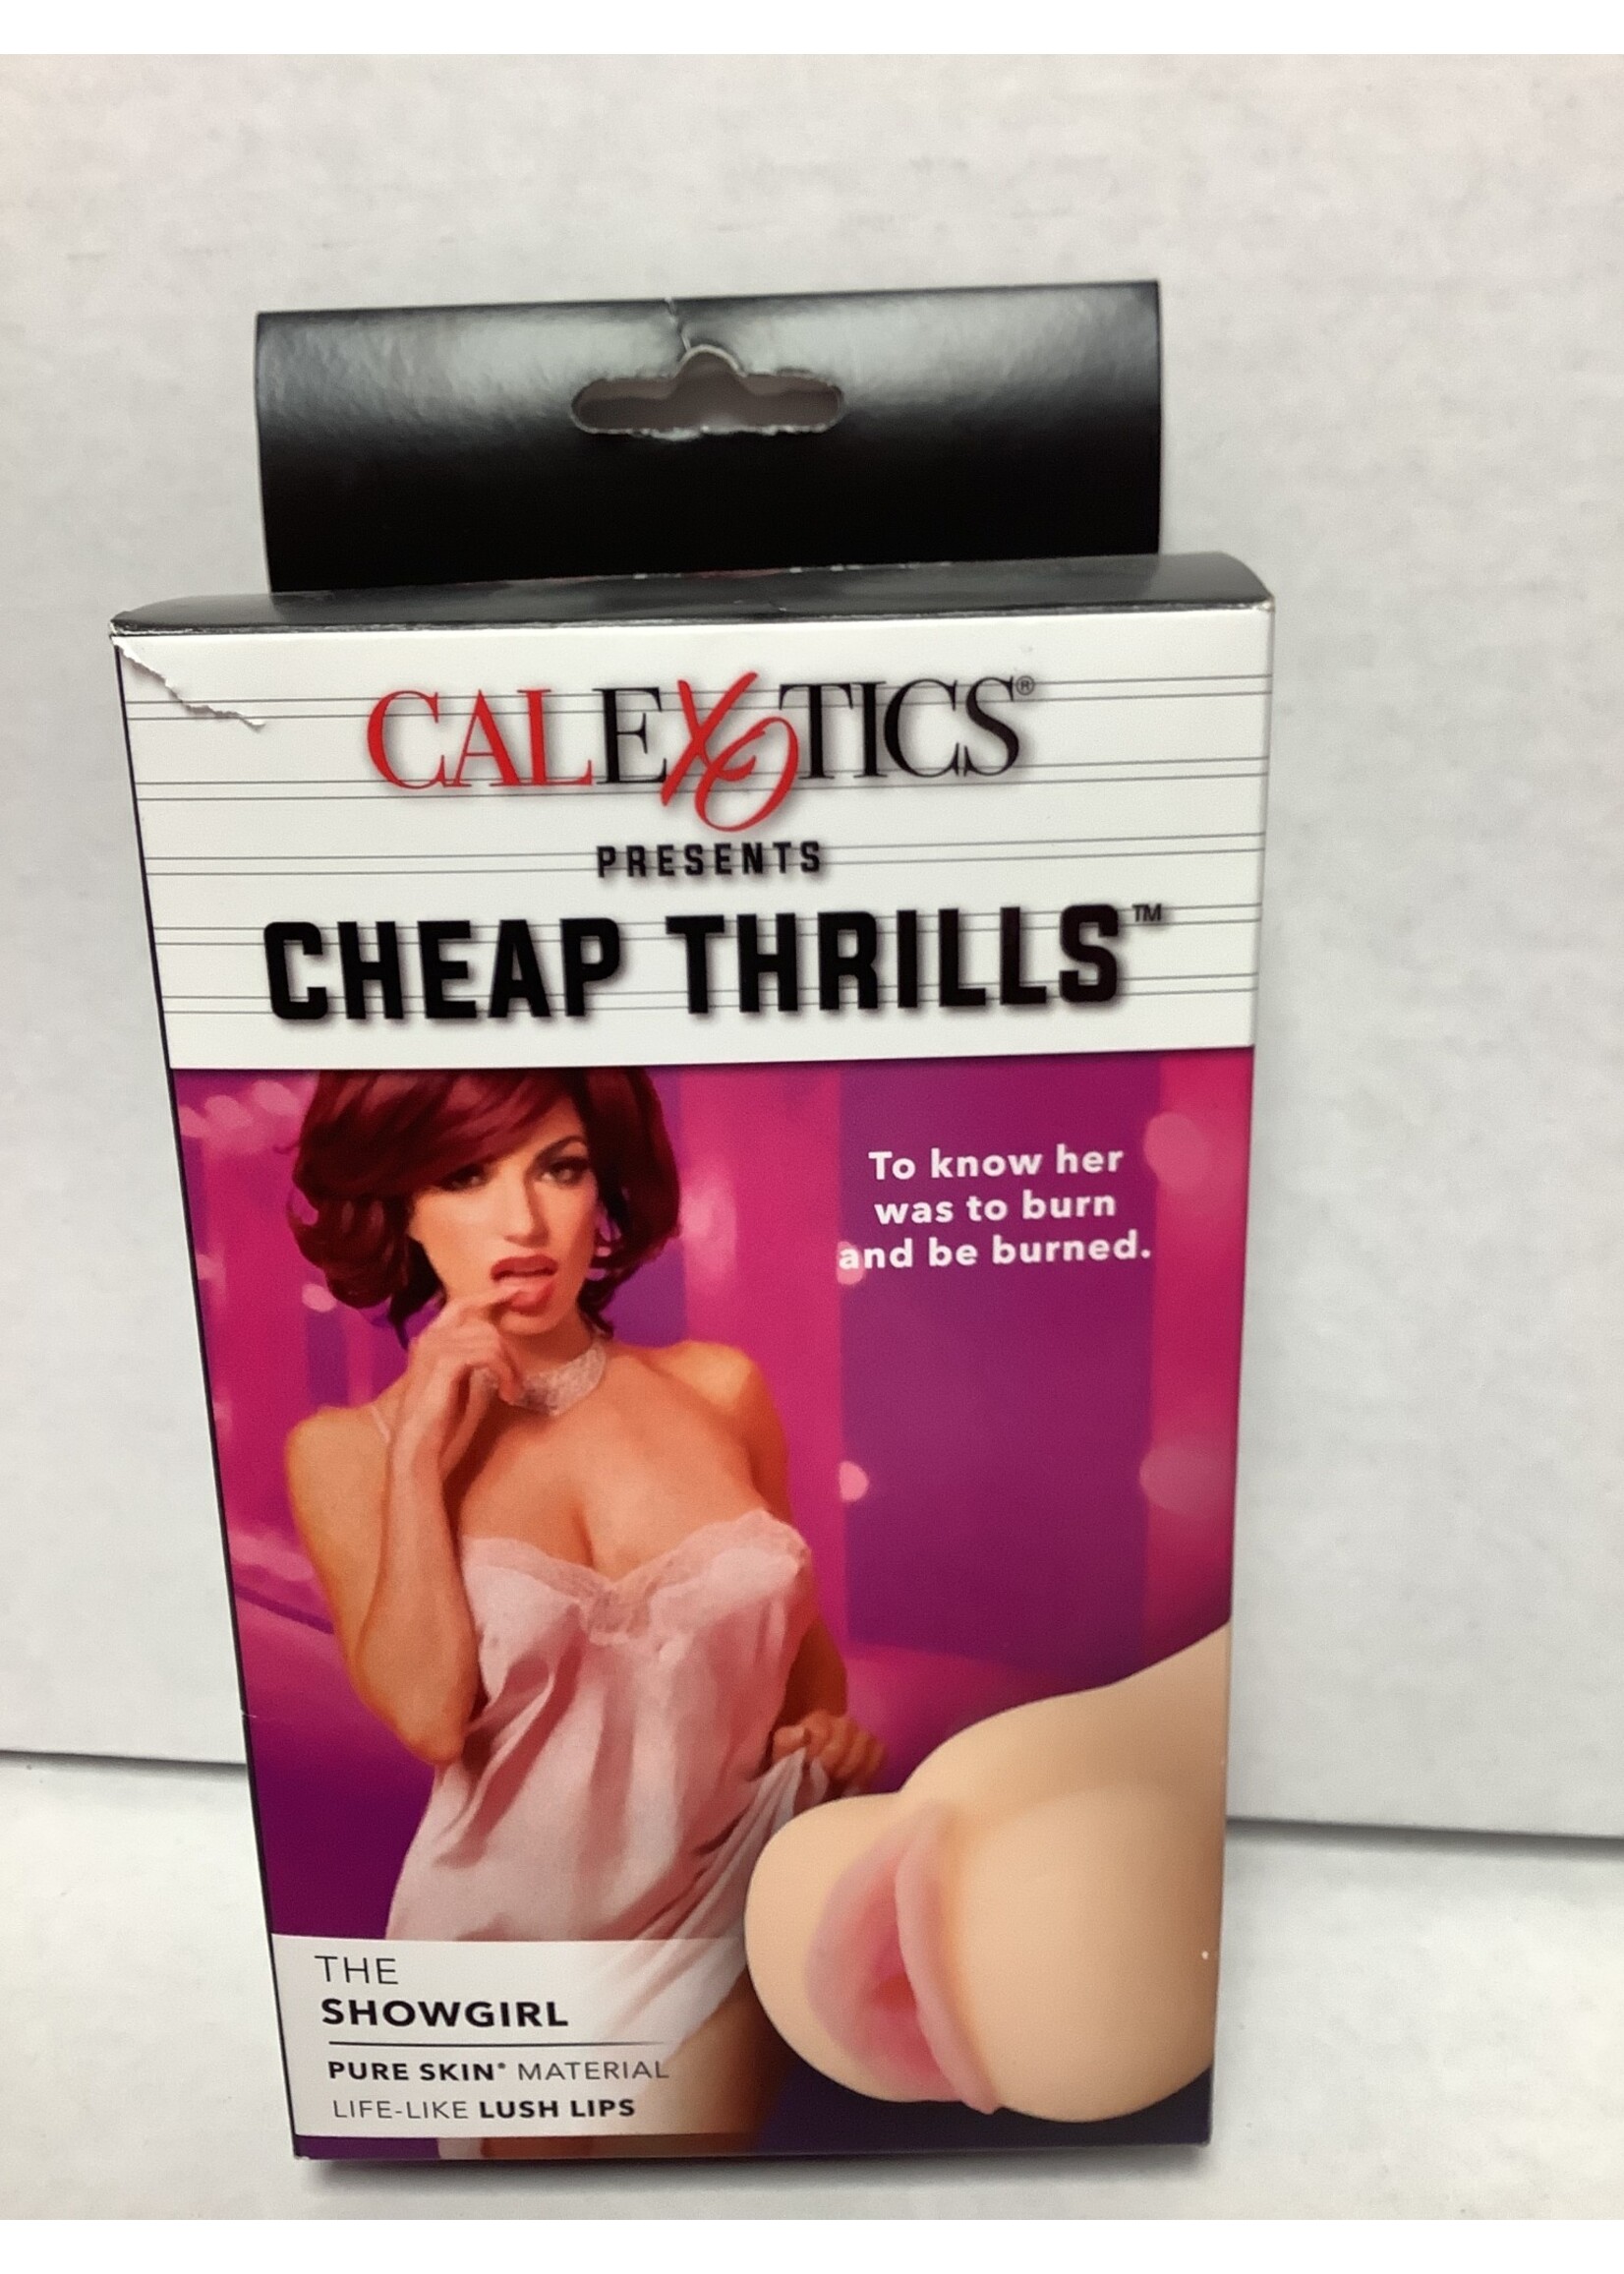 CALEXOTICS®
PRESENTS
CHEAP THRILLS™
To know her
was to burn
and be burned.
THE
SHOWGIRL
PURE SKIN® MATERIAL
LIFE-LIKE LUSH LIPS